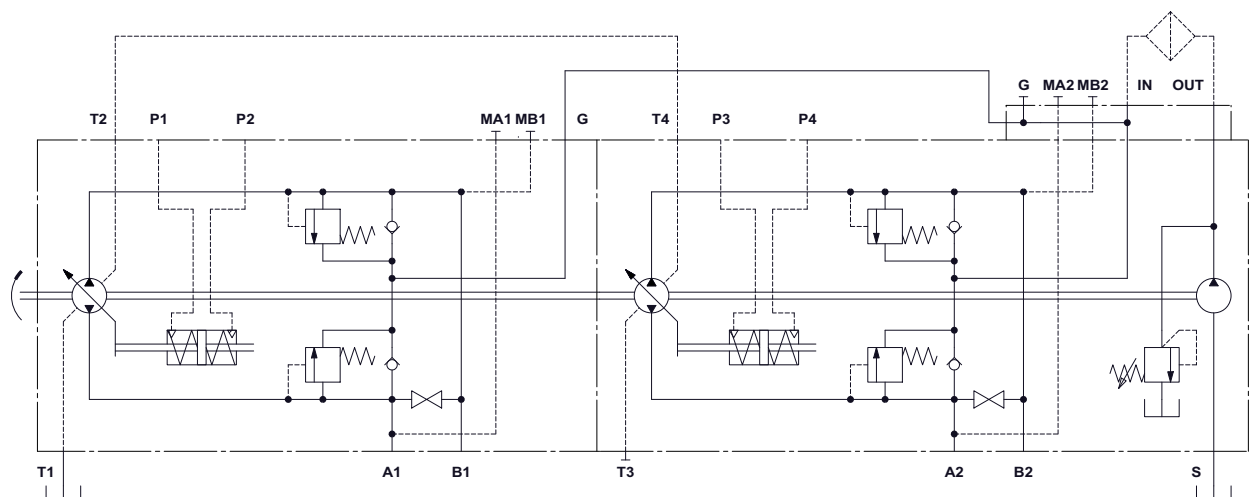 G MA2 MB2 IN OUT
T2 P1 P2 MA1 MB1 G T4 P3 P4
T1 A1 B1 T3 A2 B2 S